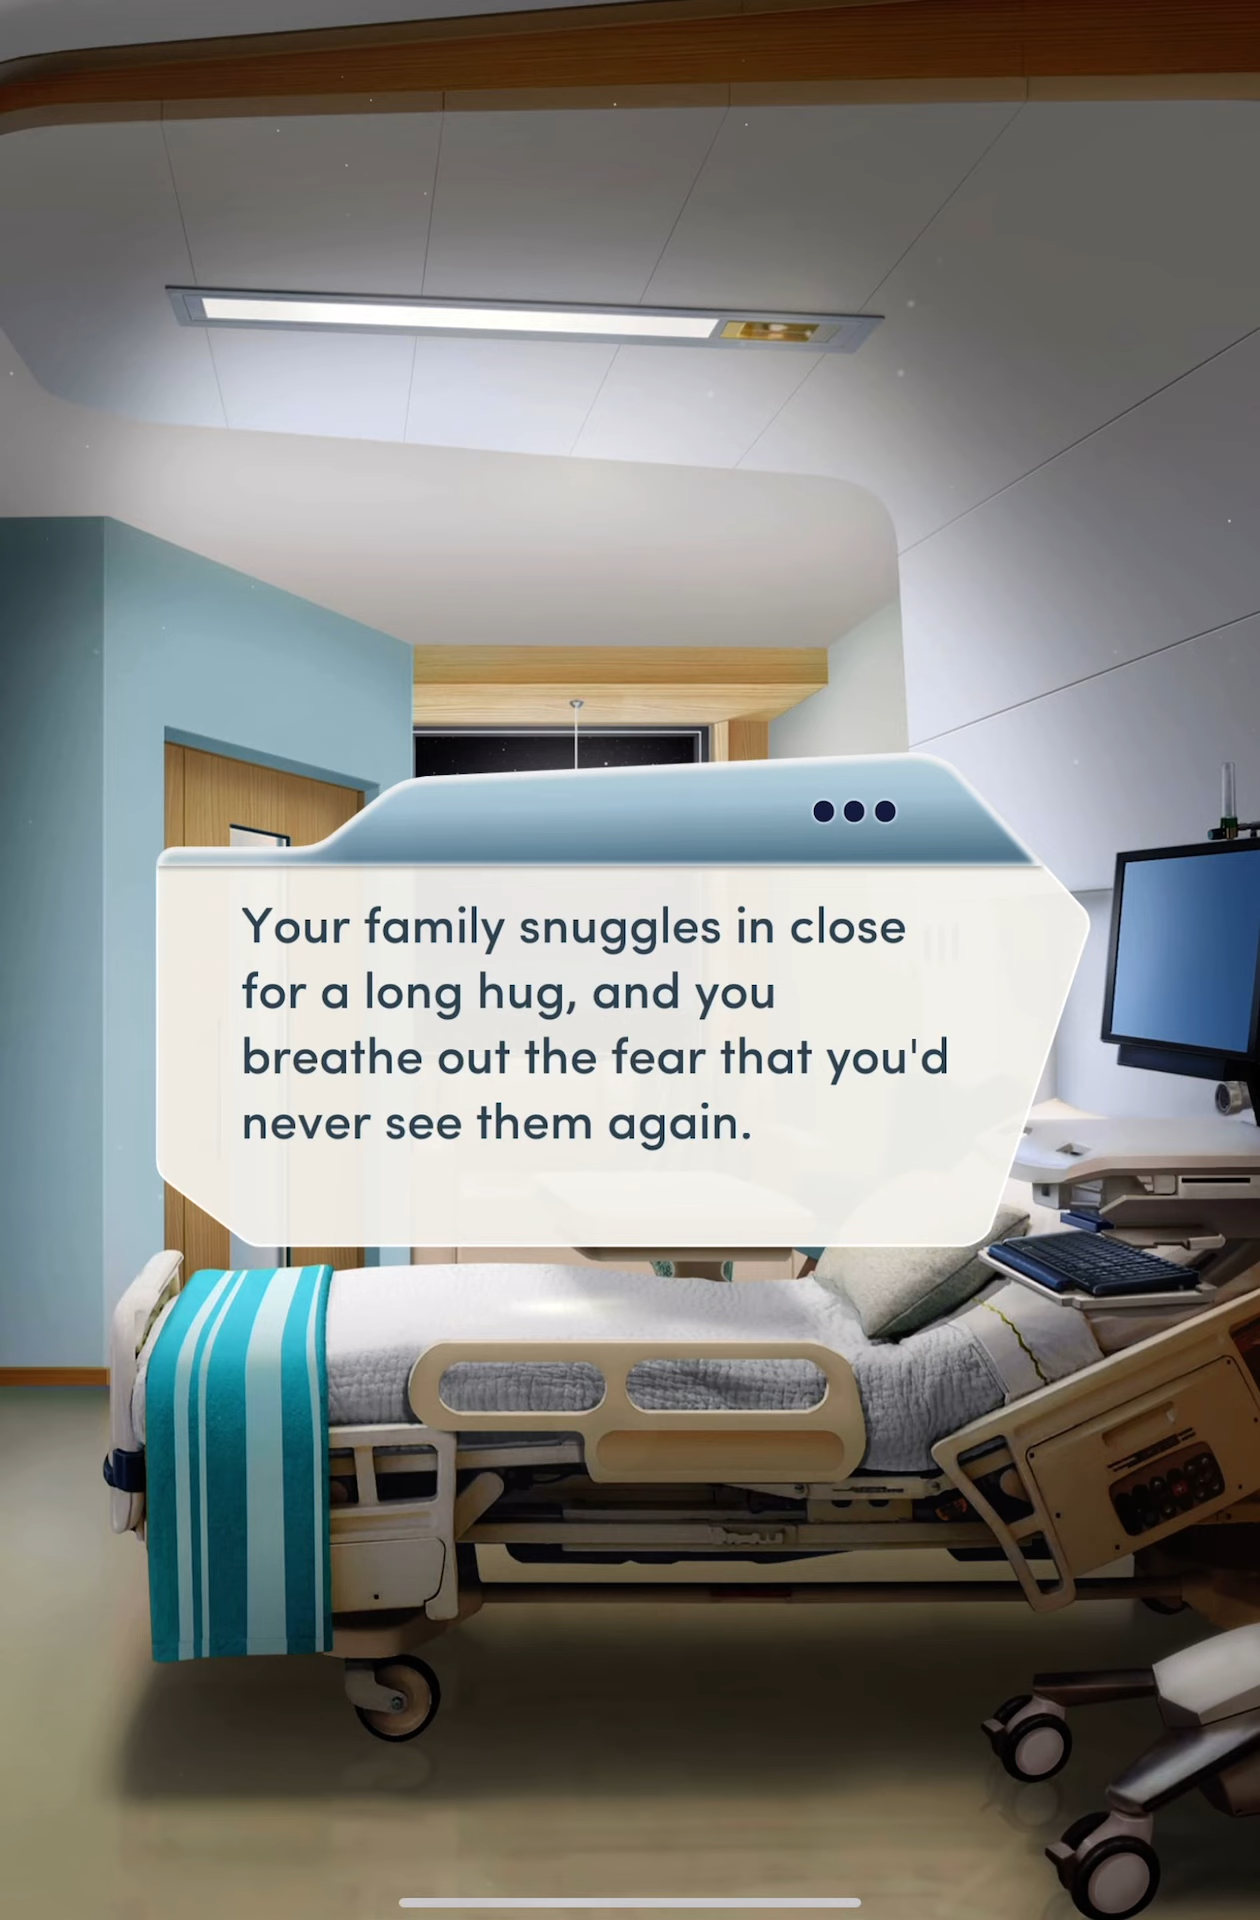 Your family snuggles in close
for a long hug, and you
breathe out the fear that you'd
never see them again.